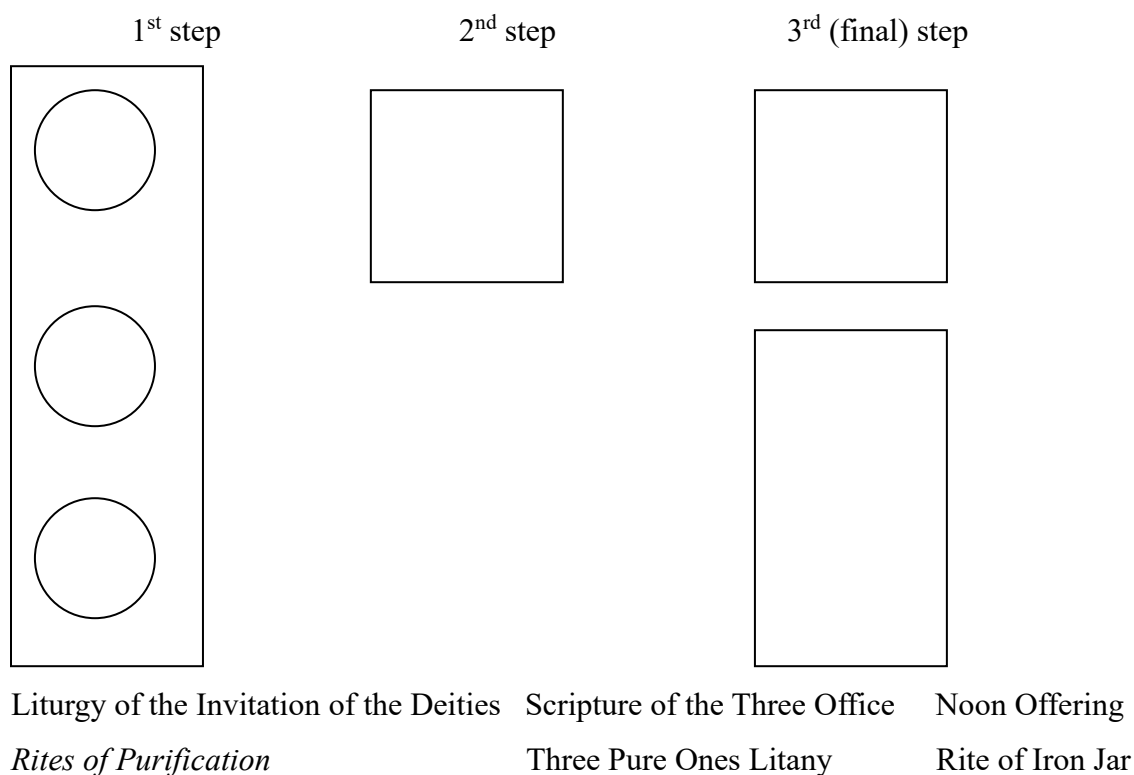 1st step 2nd step 3rd (final) step
Liturgy of the Invitation of the Deities Scripture of the Three Office Noon Offering
Rites of Purification Three Pure Ones Litany Rite of Iron Jar